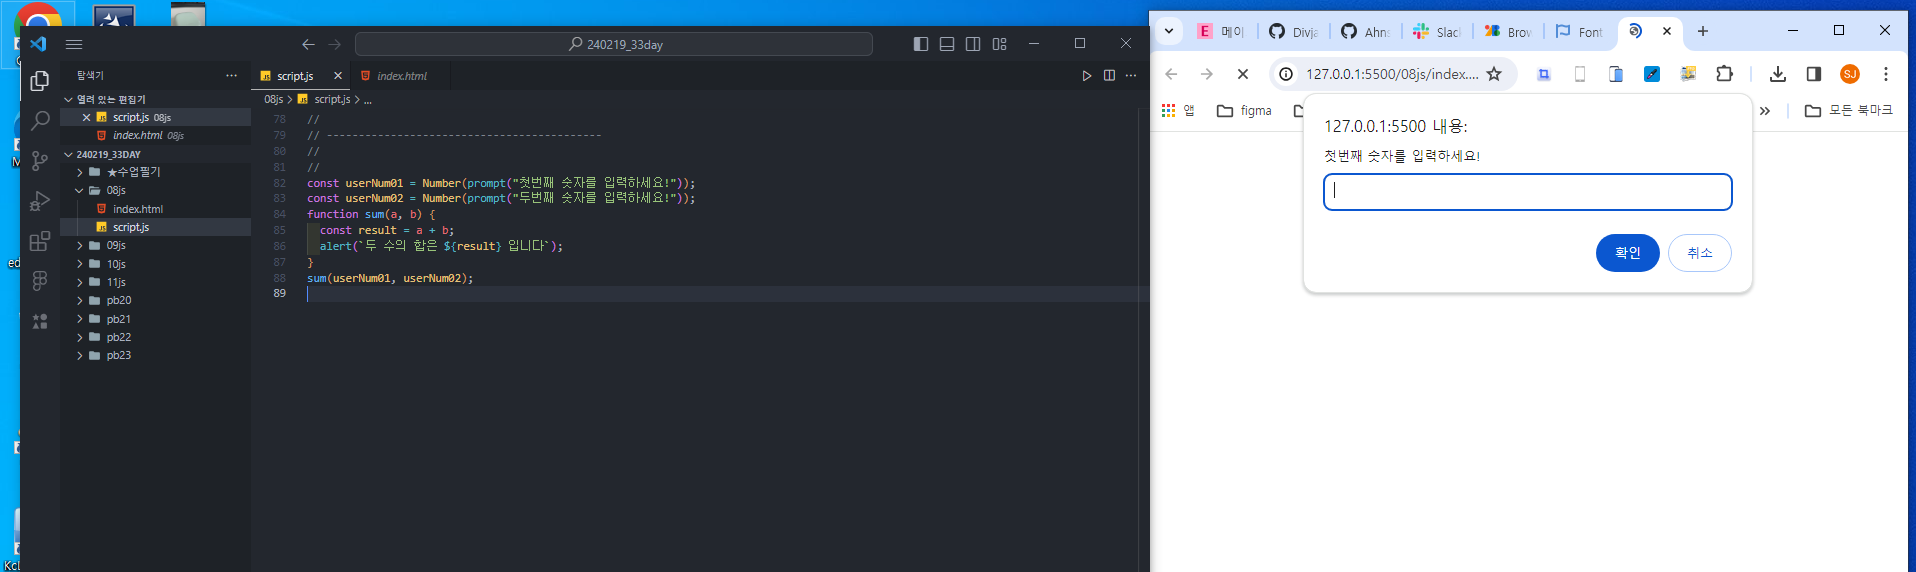 240219_33day
탐색기
열려 있는 편집기
script.js 08js
index.html 08js
240219_33DAY
★수업필기
08js
index.html
script.js
09js
10js
11js
pb20
pb21
pb22
pb23
script.js
index.html
08js > script.js > ...
78 //
79 // ------------------------------------------
80 //
81 //
82 const userNum01 = Number(prompt("첫번째 숫자를 입력하세요!"));
83 const userNum02 = Number(prompt("두번째 숫자를 입력하세요!"));
84 function sum(a, b) {
85 const result = a + b;
86 alert(`두 수의 합은 ${result} 입니다`);
87 }
88 sum(userNum01, userNum02);
89
E 메이
Divja
Ahns
Slack
Brow
Font
127.0.0.1:5500/08js/index....
SJ
앱
figma
모든 북마크
127.0.0.1:5500 내용:
첫번째 숫자를 입력하세요!
확인
취소